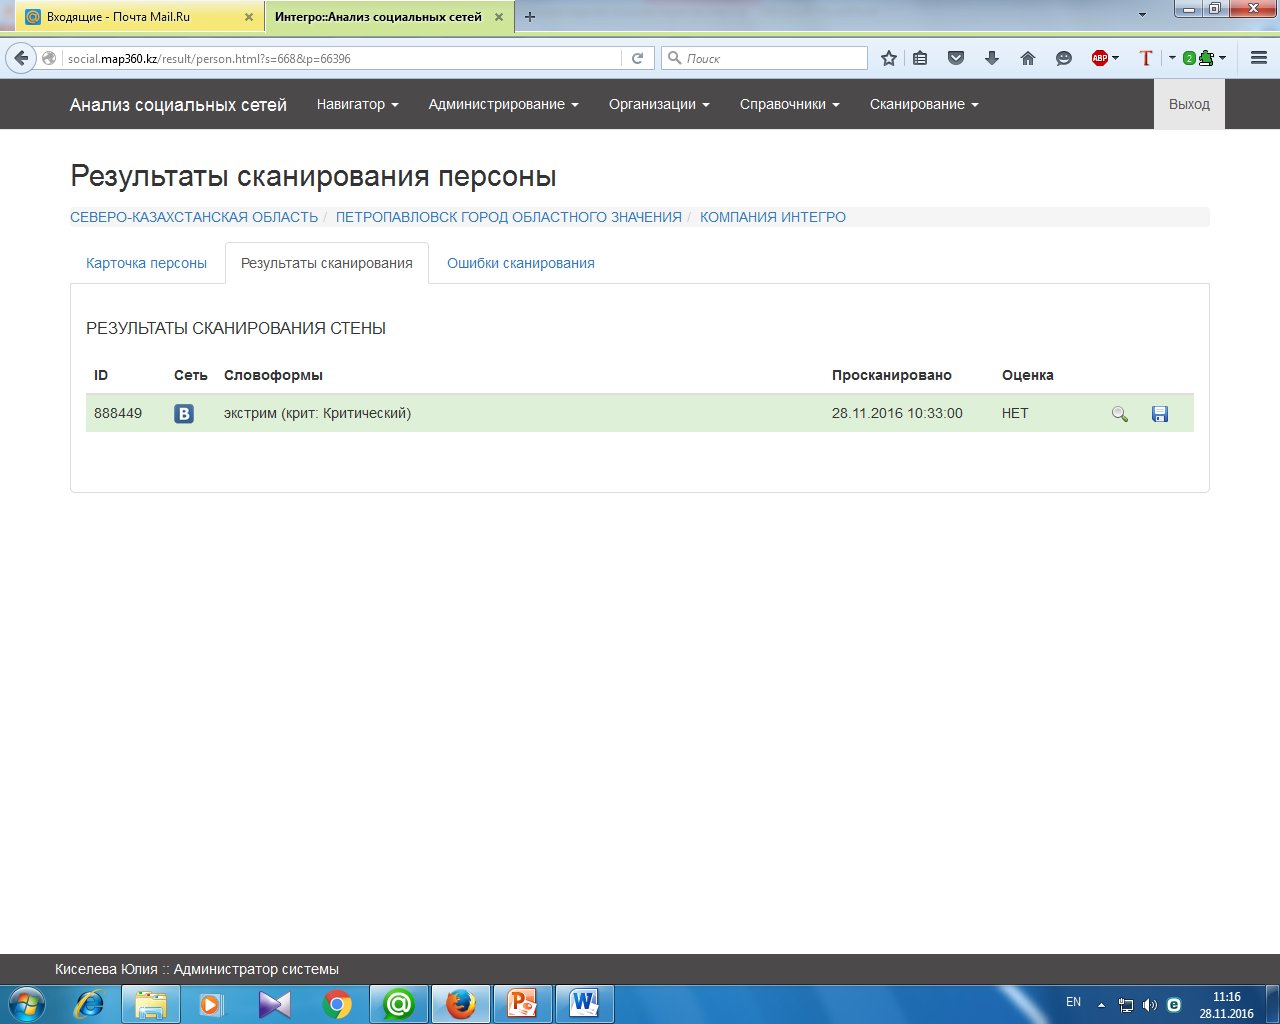 Входящие - Почта Mail.Ru
Интегро::Анализ социальных сетей
social.map360.kz/result/person.html?s=668&p=66396
Поиск
ABP
T
2
Анализ социальных сетей
Навигатор
Администрирование
Организации
Справочники
Сканирование
Выход
Результаты сканирования персоны
СЕВЕРО-КАЗАХСТАНСКАЯ ОБЛАСТЬ / ПЕТРОПАВЛОВСК ГОРОД ОБЛАСТНОГО ЗНАЧЕНИЯ / КОМПАНИЯ ИНТЕГРО
Карточка персоны
Результаты сканирования
Ошибки сканирования
РЕЗУЛЬТАТЫ СКАНИРОВАНИЯ СТЕНЫ
ID Сеть Словоформы Просканировано Оценка
888449 В экстрим (крит: Критический) 28.11.2016 10:33:00 НЕТ
Киселева Юлия :: Администратор системы
EN
11:16
28.11.2016